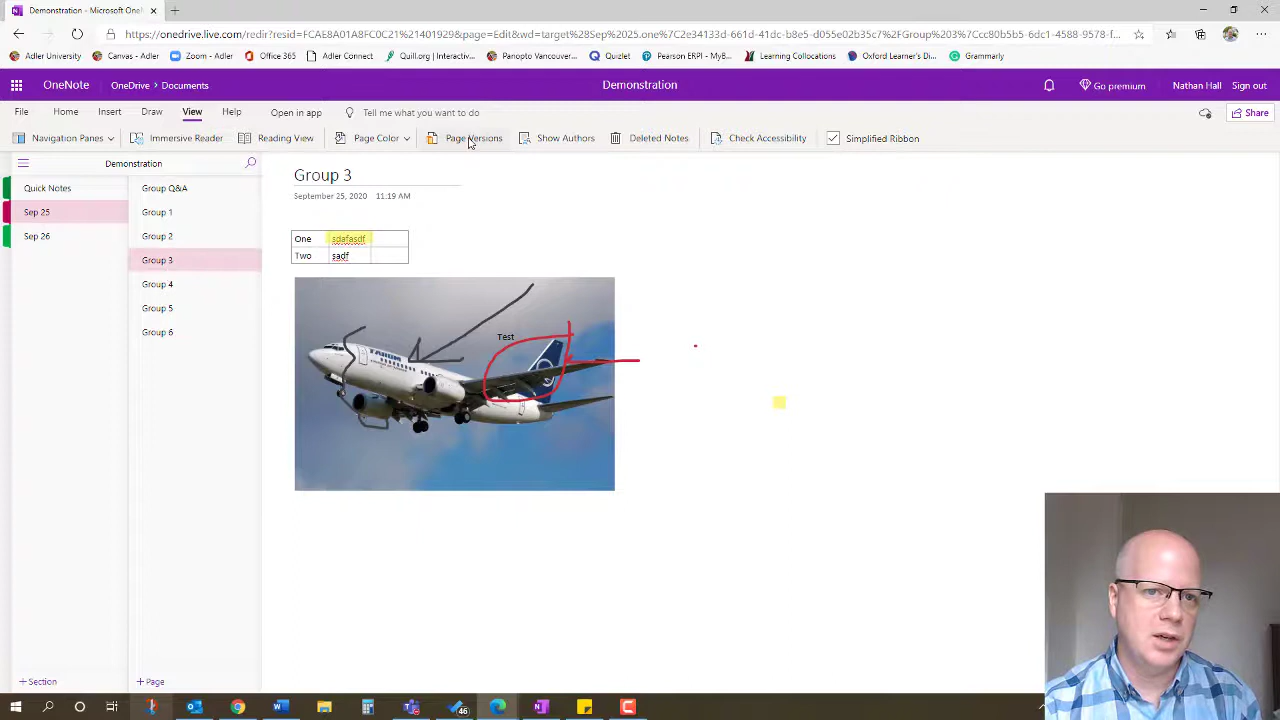 Demonstration - Microsoft OneNo
https://onedrive.live.com/redir?resid=FCAE8A01A8F0C21%21401929&page=Edit&wd=target%28Sep%2025.one%7C2e34133d-661d-41dc-b8e5-d055e02b35c2%2FGroup%203%7Ccc80b5b5-6dc1-4588-9578-f...
Adler University
Canvas - Adler
Zoom - Adler
Office 365
Adler Connect
Quill.org | Interactiv...
Panopto Vancouver...
Quizlet
Pearson ERPI - MyB...
Learning Collocations
Oxford Learner's Di...
Grammarly
OneNote
OneDrive > Documents
Demonstration
Go premium
Nathan Hall
Sign out
File
Home
Insert
Draw
View
Help
Open in app
Tell me what you want to do
Share
Navigation Panes
Immersive Reader
Reading View
Page Color
Page Versions
Show Authors
Deleted Notes
Check Accessibility
Simplified Ribbon
Demonstration
Quick Notes
Sep 25
Sep 26
Group Q&A
Group 1
Group 2
Group 3
Group 4
Group 5
Group 6
Group 3
September 25, 2020 11:19 AM
One sdafasdf
Two sadf
Test
TAROM
+ Section
+ Page
46